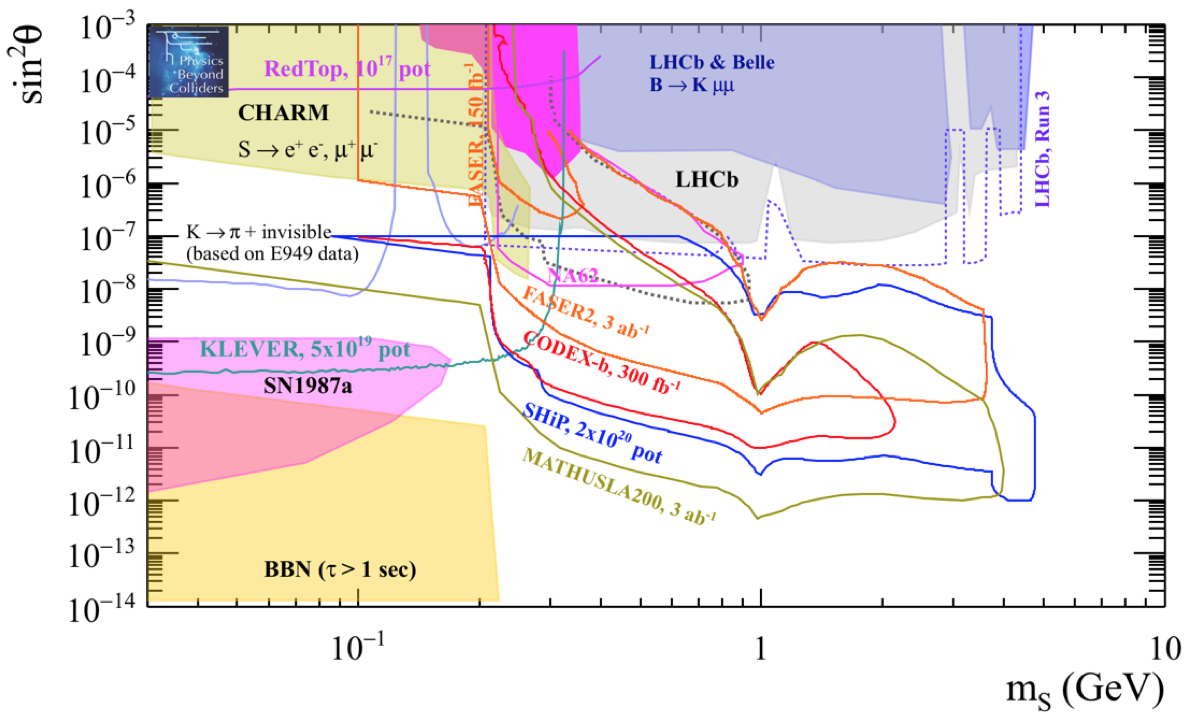 sin²θ
10⁻³
10⁻⁴
10⁻⁵
10⁻⁶
10⁻⁷
10⁻⁸
10⁻⁹
10⁻¹⁰
10⁻¹¹
10⁻¹²
10⁻¹³
10⁻¹⁴
Physics
Beyond
Colliders
RedTop, 10¹⁷ pot
CHARM
S → e⁺ e⁻, μ⁺ μ⁻
FASER, 150 fb⁻¹
LHCb & Belle
B → K μμ
LHCb
LHCb, Run 3
K → π + invisible
(based on E949 data)
NA62
FASER2, 3 ab⁻¹
KLEVER, 5x10¹⁹ pot
CODEX-b, 300 fb⁻¹
SN1987a
SHiP, 2x10²⁰ pot
MATHUSLA200, 3 ab⁻¹
BBN (τ > 1 sec)
10⁻¹
1
10
m_S (GeV)